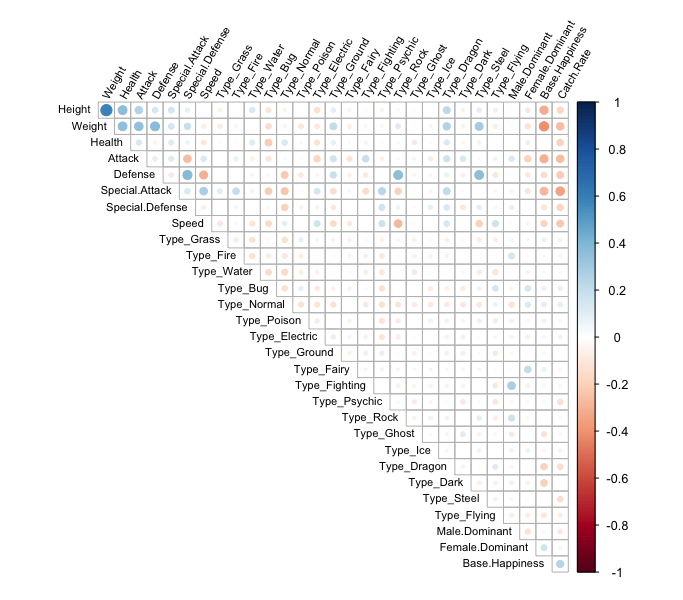 Weight
Health
Attack
Defense
Special.Attack
Special.Defense
Speed
Type_Grass
Type_Fire
Type_Water
Type_Bug
Type_Normal
Type_Poison
Type_Electric
Type_Ground
Type_Fairy
Type_Fighting
Type_Psychic
Type_Rock
Type_Ghost
Type_Ice
Type_Dragon
Type_Dark
Type_Steel
Type_Flying
Male.Dominant
Female.Dominant
Base.Happiness
Catch.Rate
Height
Weight
Health
Attack
Defense
Special.Attack
Special.Defense
Speed
Type_Grass
Type_Fire
Type_Water
Type_Bug
Type_Normal
Type_Poison
Type_Electric
Type_Ground
Type_Fairy
Type_Fighting
Type_Psychic
Type_Rock
Type_Ghost
Type_Ice
Type_Dragon
Type_Dark
Type_Steel
Type_Flying
Male.Dominant
Female.Dominant
Base.Happiness
1
0.8
0.6
0.4
0.2
0
-0.2
-0.4
-0.6
-0.8
-1